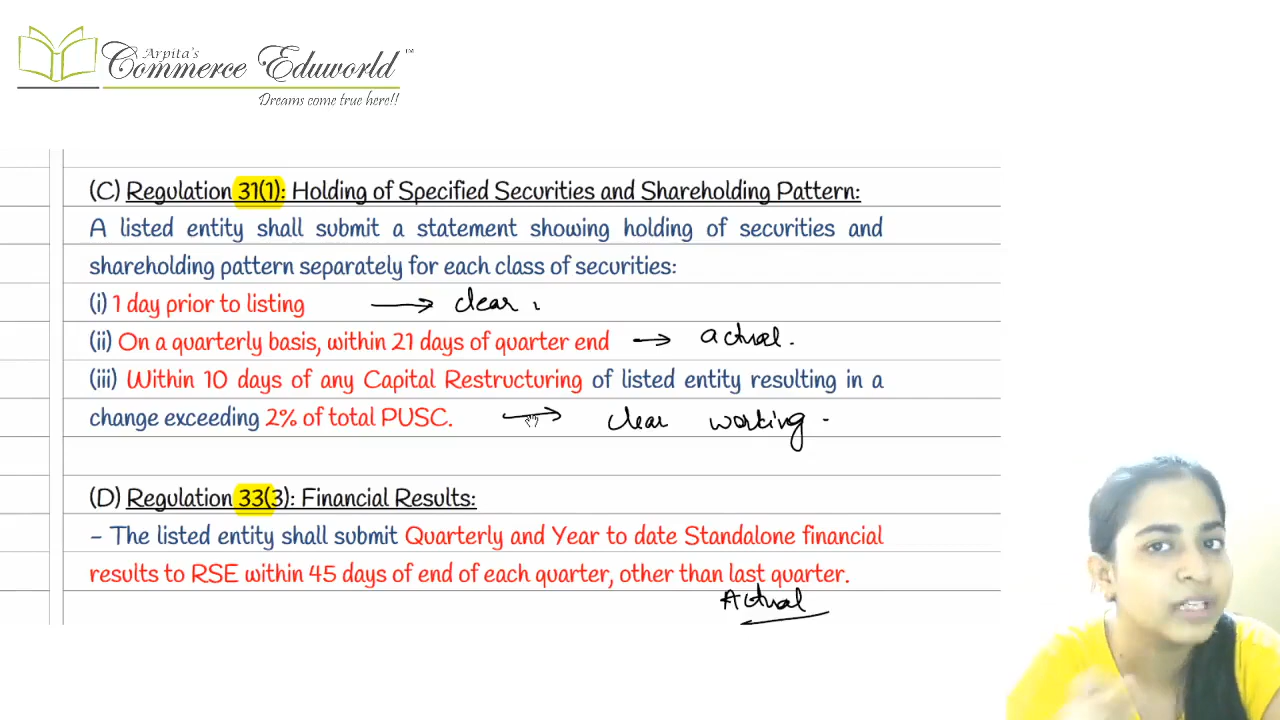 Arpita's
Commerce Eduworld™
Dreams come true here!!
(C) Regulation 31(1): Holding of Specified Securities and Shareholding Pattern:
A listed entity shall submit a statement showing holding of securities and
shareholding pattern separately for each class of securities:
(i) 1 day prior to listing → clear
(ii) On a quarterly basis, within 21 days of quarter end → actual.
(iii) Within 10 days of any Capital Restructuring of listed entity resulting in a
change exceeding 2% of total PUSC. → clear working.
(D) Regulation 33(3): Financial Results:
- The listed entity shall submit Quarterly and Year to date Standalone financial
results to RSE within 45 days of end of each quarter, other than last quarter.
Actual